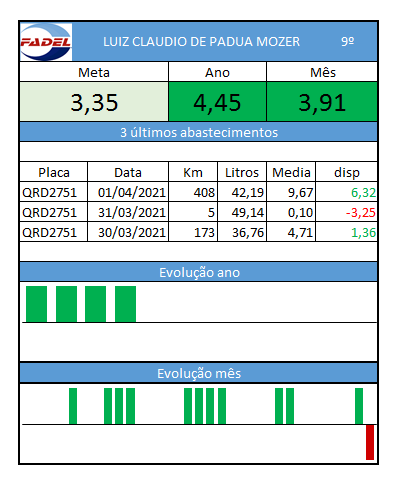 FADEL
LUIZ CLAUDIO DE PADUA MOZER 9º
Meta Ano Mês
3,35 4,45 3,91
3 últimos abastecimentos
Placa Data Km Litros Media disp
QRD2751 01/04/2021 408 42,19 9,67 6,32
QRD2751 31/03/2021 5 49,14 0,10 -3,25
QRD2751 30/03/2021 173 36,76 4,71 1,36
Evolução ano
Evolução mês